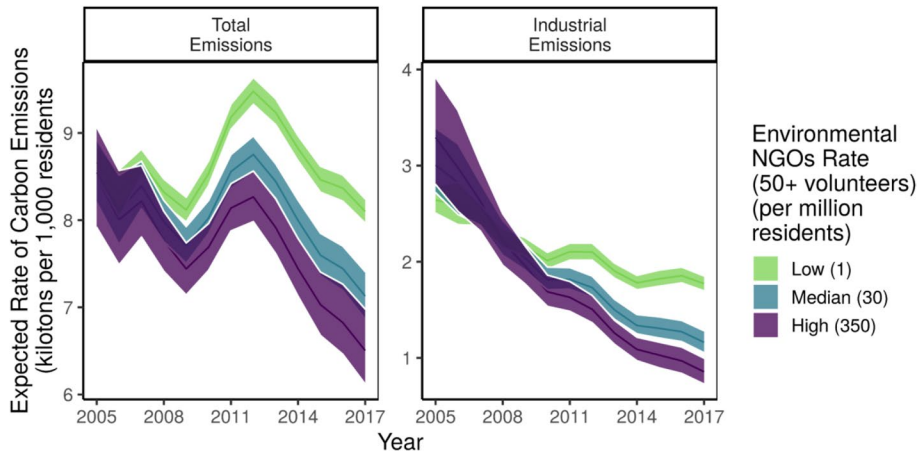 Total
Emissions
Industrial
Emissions
Expected Rate of Carbon Emissions
(kilotons per 1,000 residents
9
8
7
6
4
3
2
1
2005
2008
2011
2014
2017
2005
2008
2011
2014
2017
Year
Environmental
NGOs Rate
(50+ volunteers)
(per million
residents)
Low (1)
Median (30)
High (350)